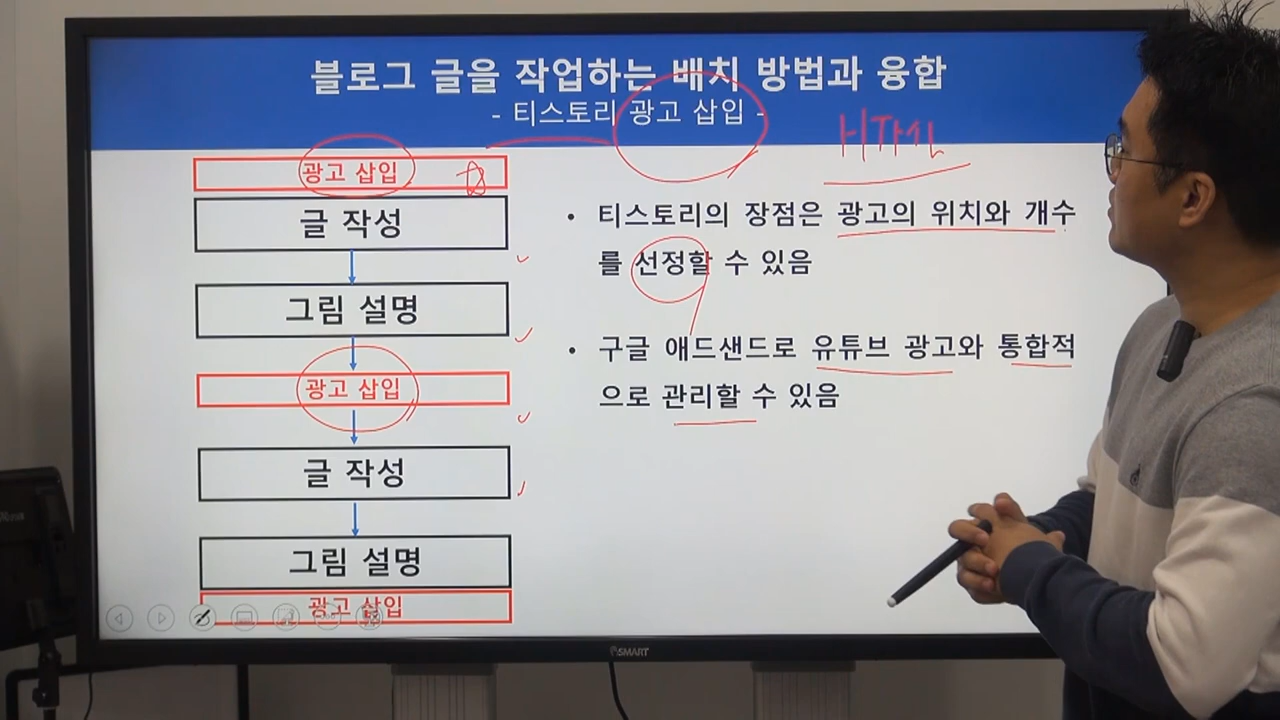 블로그 글을 작업하는 배치 방법과 융합
- 티스토리 광고 삽입 -
광고 삽입
글 작성
그림 설명
광고 삽입
글 작성
그림 설명
광고 삽입
• 티스토리의 장점은 광고의 위치와 개수
를 선정할 수 있음
• 구글 애드샌드로 유튜브 광고와 통합적
으로 관리할 수 있음
SMART